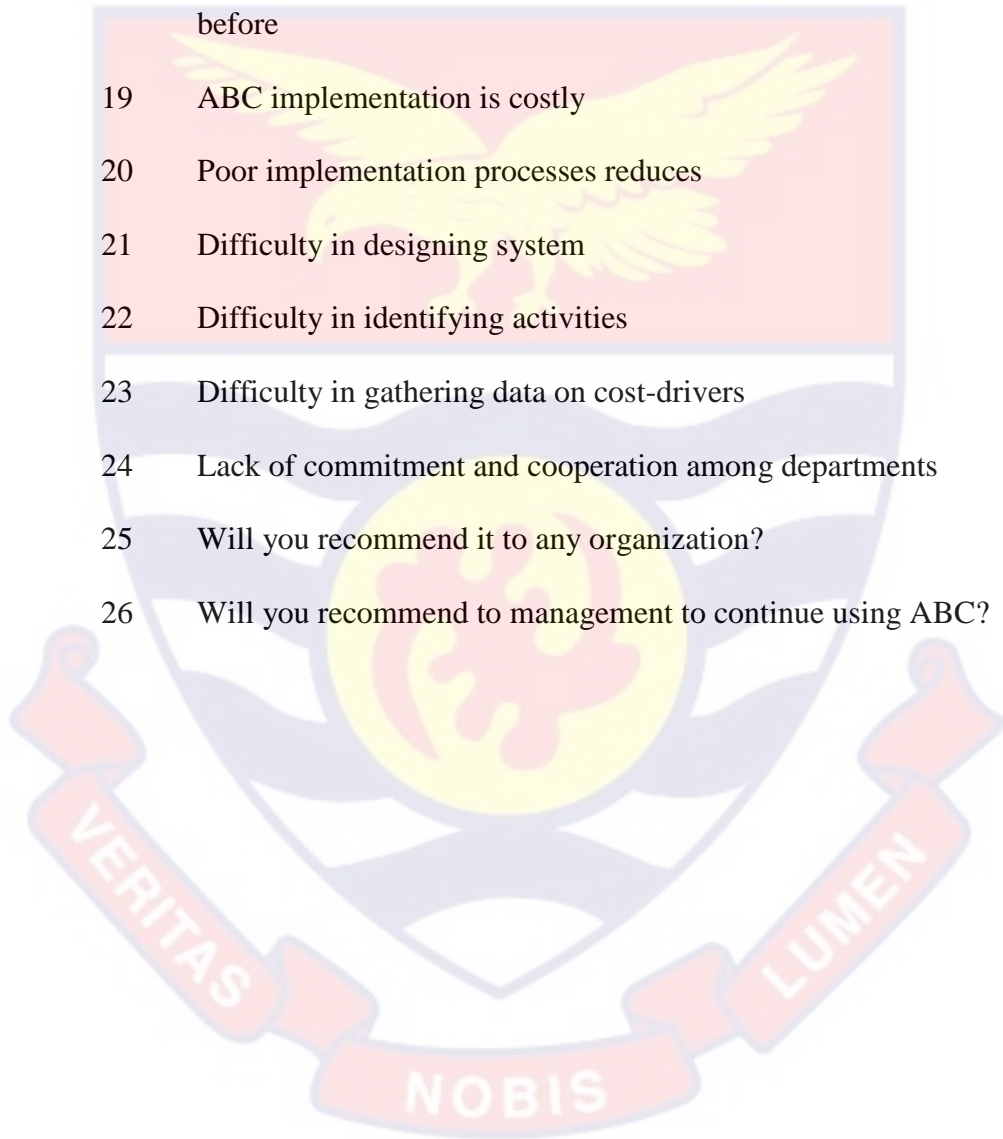 before
19 ABC implementation is costly
20 Poor implementation processes reduces
21 Difficulty in designing system
22 Difficulty in identifying activities
23 Difficulty in gathering data on cost-drivers
24 Lack of commitment and cooperation among departments
25 Will you recommend it to any organization?
26 Will you recommend to management to continue using ABC?
VERITAS
NOBIS
LUMEN